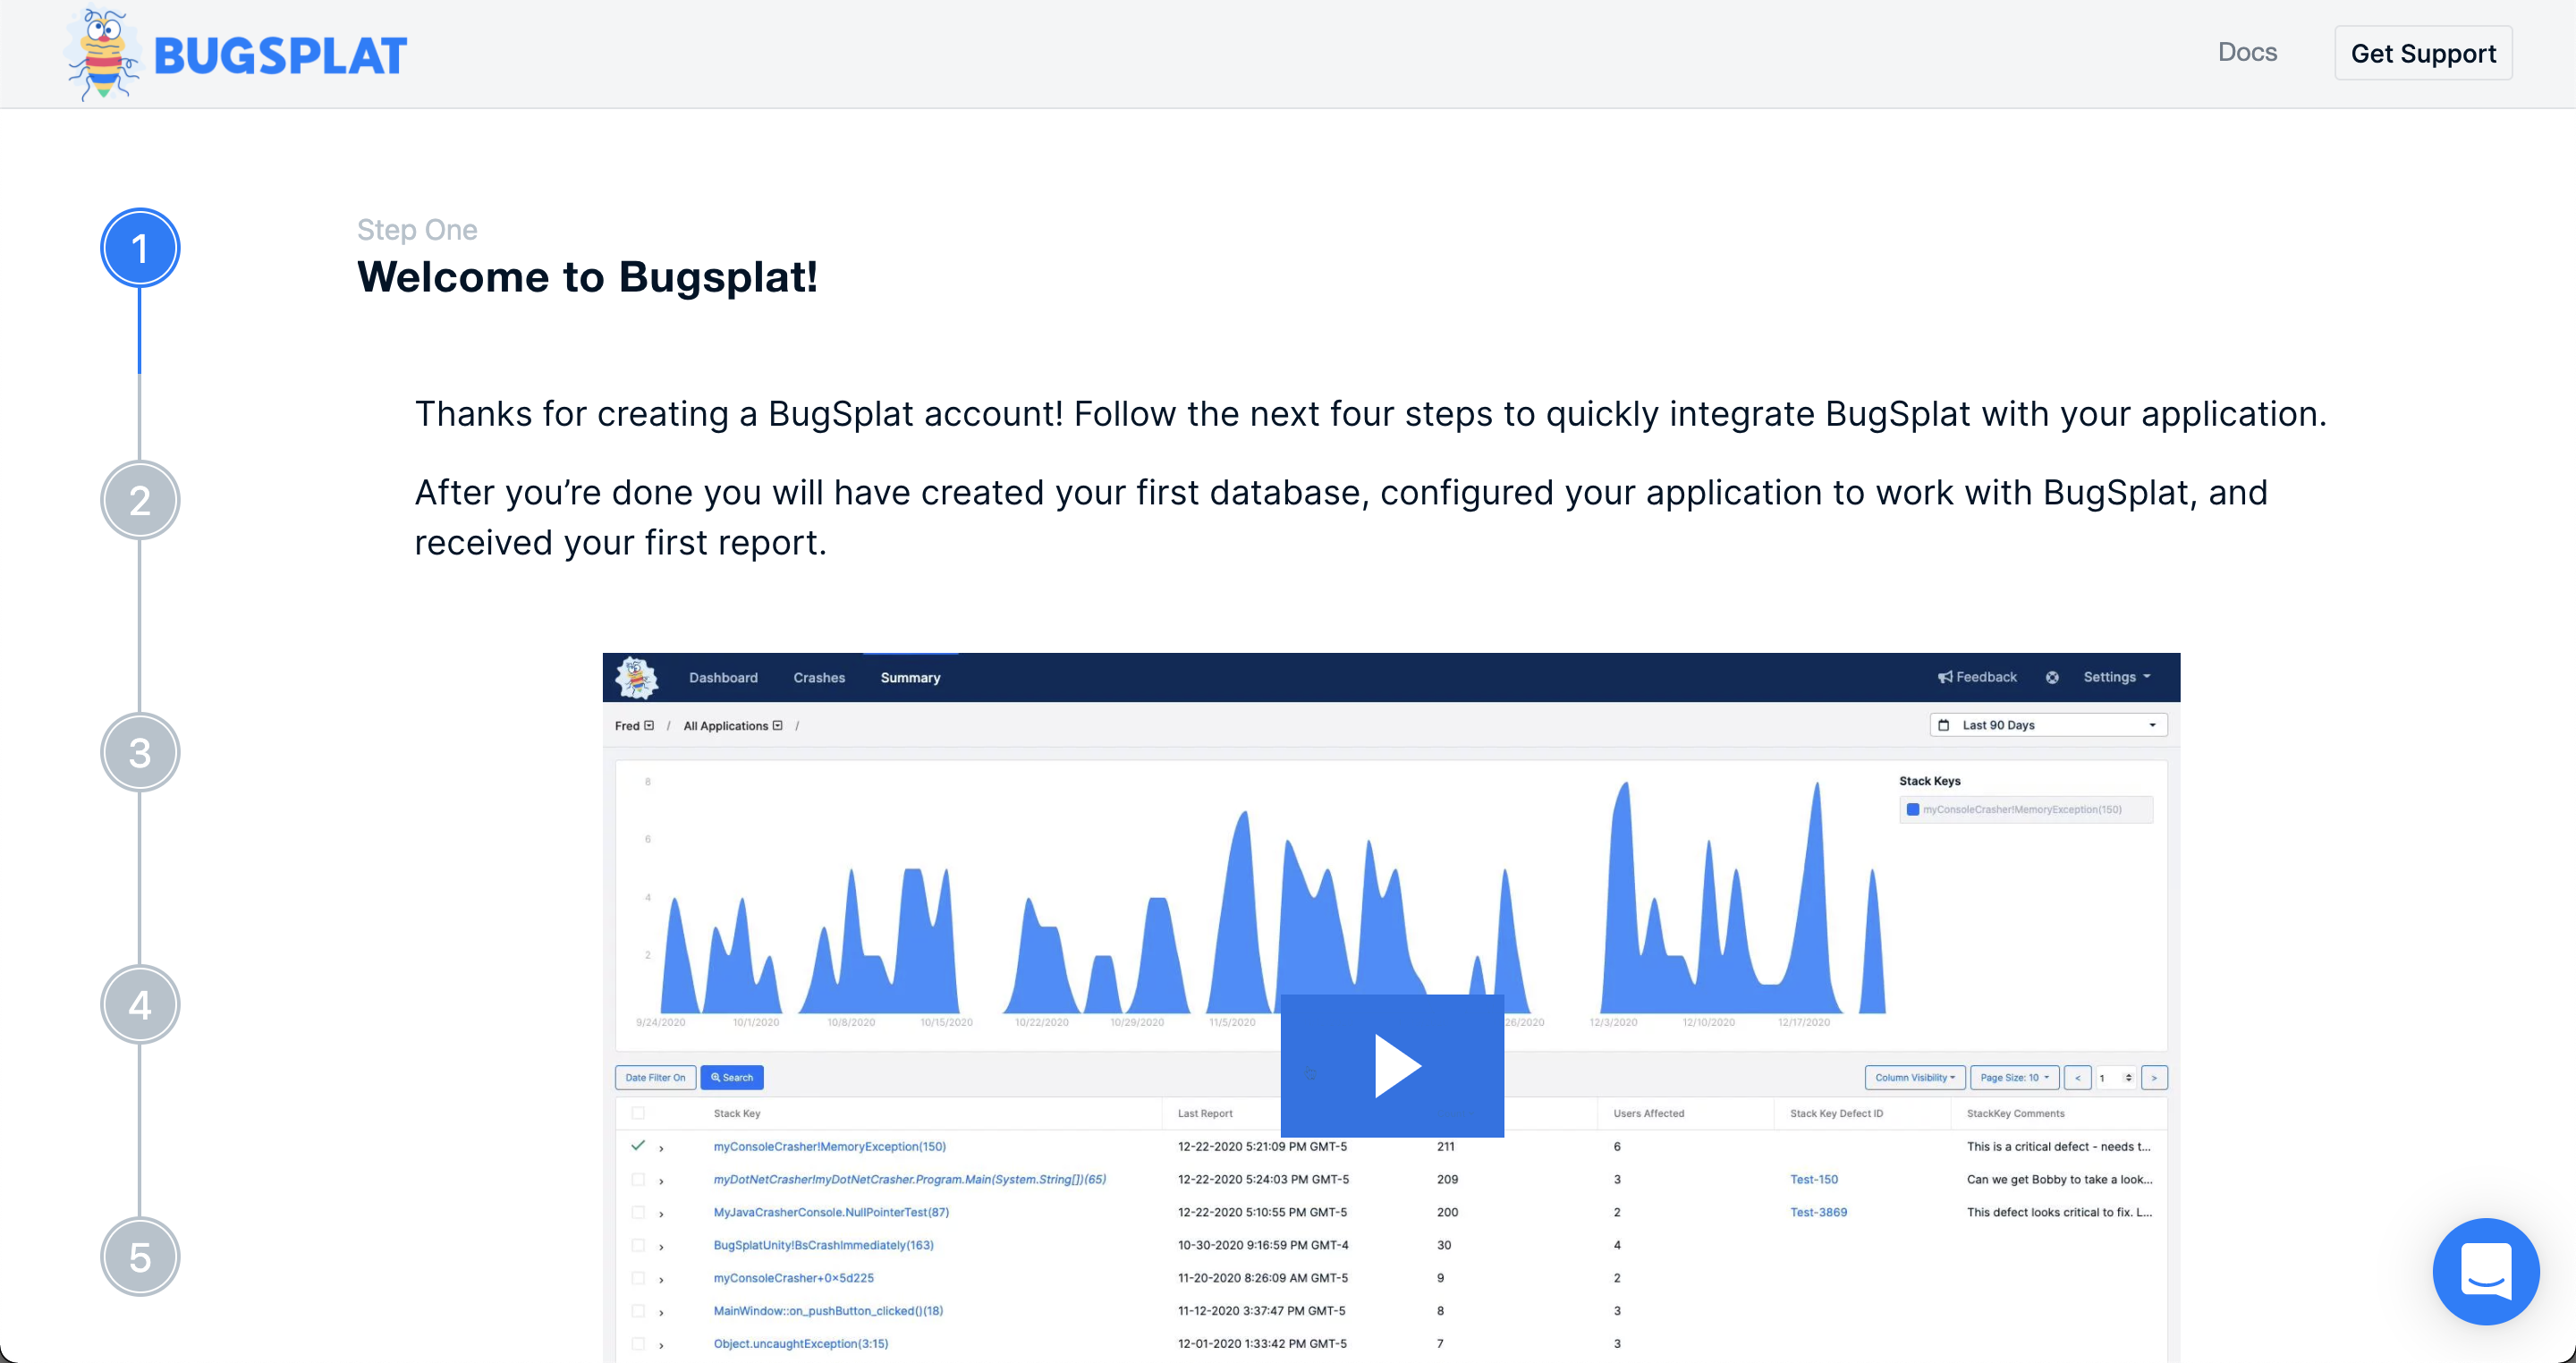 BUGSPLAT
Docs
Get Support
1
Step One
Welcome to Bugsplat!
Thanks for creating a BugSplat account! Follow the next four steps to quickly integrate BugSplat with your application.
2
After you're done you will have created your first database, configured your application to work with BugSplat, and
received your first report.
3
4
5
Dashboard Crashes Summary Feedback Settings
Fred / All Applications / Last 90 Days
8
6
4
2
Stack Keys
myConsoleCrasher!MemoryException(150)
9/24/2020 10/1/2020 10/8/2020 10/15/2020 10/22/2020 10/29/2020 11/5/2020 26/2020 12/3/2020 12/10/2020 12/17/2020
Date Filter On Search Column Visibility Page Size: 10 < 1 >
Stack Key Last Report Users Affected Stack Key Defect ID StackKey Comments
myConsoleCrasher!MemoryException(150) 12-22-2020 5:21:09 PM GMT-5 211 6 This is a critical defect - needs t...
myDotNetCrasher!myDotNetCrasher.Program.Main(System.String[])(65) 12-22-2020 5:24:03 PM GMT-5 209 3 Test-150 Can we get Bobby to take a look...
MyJavaCrasherConsole.NullPointerTest(87) 12-22-2020 5:10:55 PM GMT-5 200 2 Test-3869 This defect looks critical to fix. L...
BugSplatUnity!BsCrashImmediately(163) 10-30-2020 9:16:59 PM GMT-4 30 4
myConsoleCrasher+0x5d225 11-20-2020 8:26:09 AM GMT-5 9 2
MainWindow::on_pushButton_clicked()(18) 11-12-2020 3:37:47 PM GMT-5 8 3
Object.uncaughtException(3:15) 12-01-2020 1:33:42 PM GMT-5 7 3